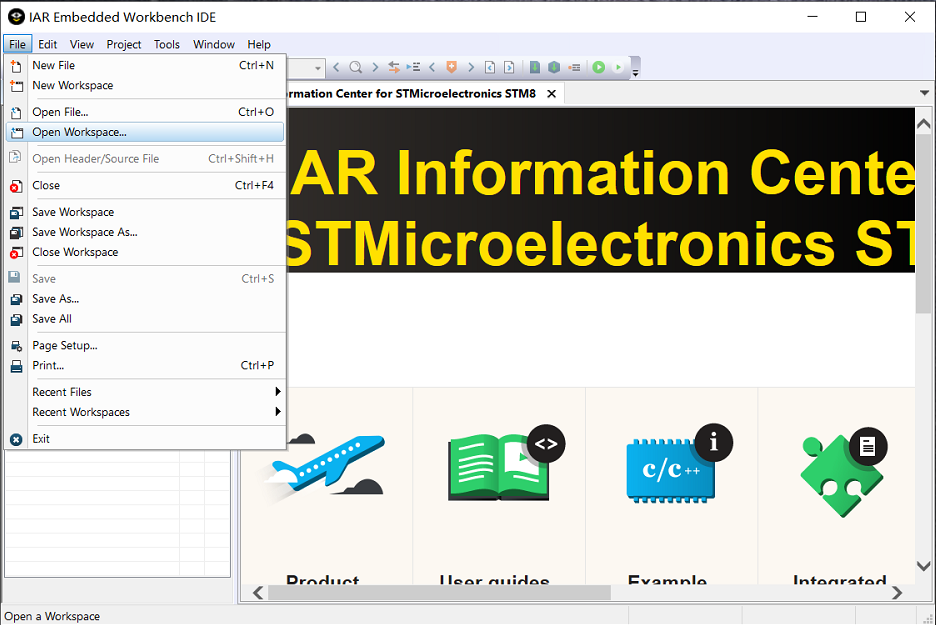 IAR Embedded Workbench IDE
File Edit View Project Tools Window Help
New File Ctrl+N
New Workspace
Open File... Ctrl+O
Open Workspace...
Open Header/Source File Ctrl+Shift+H
Close Ctrl+F4
Save Workspace
Save Workspace As...
Close Workspace
Save Ctrl+S
Save As...
Save All
Page Setup...
Print... Ctrl+P
Recent Files
Recent Workspaces
Exit
rmation Center for STMicroelectronics STM8
AR Information Cente
STMicroelectronics ST
<>
i
c/c++
Product
User guides
Example
Integrated
Open a Workspace